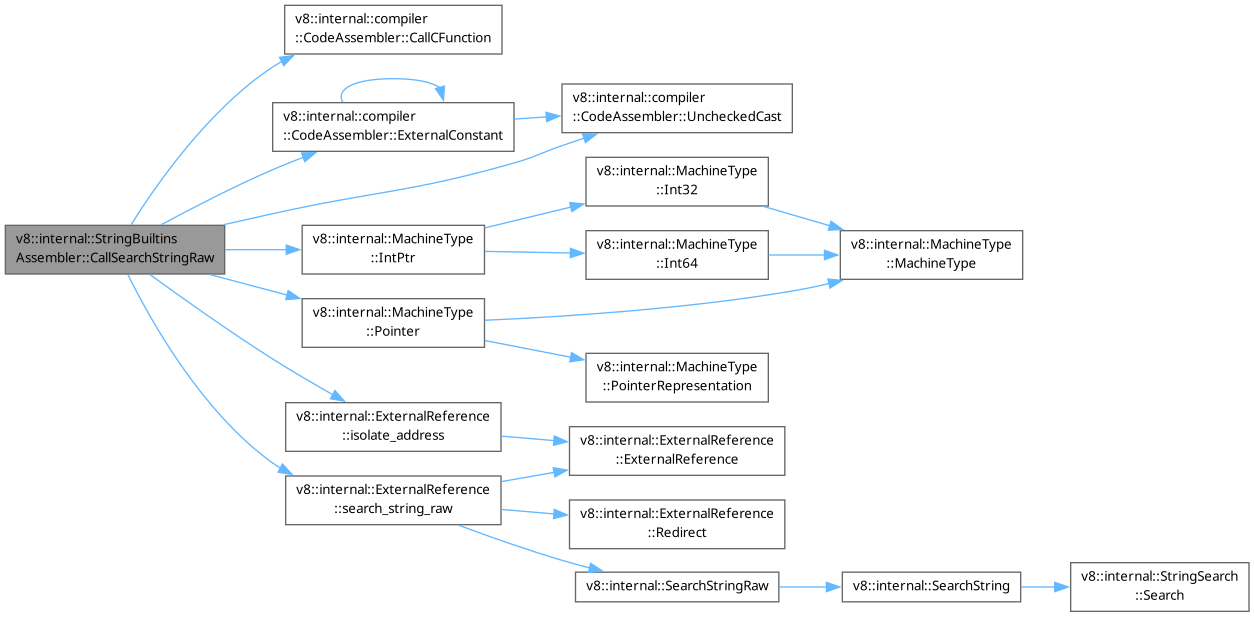 v8::internal::compiler
::CodeAssembler::CallCFunction
v8::internal::compiler
::CodeAssembler::ExternalConstant
v8::internal::compiler
::CodeAssembler::UncheckedCast
v8::internal::MachineType
::Int32
v8::internal::StringBuiltins
Assembler::CallSearchStringRaw
v8::internal::MachineType
::IntPtr
v8::internal::MachineType
::Int64
v8::internal::MachineType
::MachineType
v8::internal::MachineType
::Pointer
v8::internal::MachineType
::PointerRepresentation
v8::internal::ExternalReference
::isolate_address
v8::internal::ExternalReference
::ExternalReference
v8::internal::ExternalReference
::search_string_raw
v8::internal::ExternalReference
::Redirect
v8::internal::SearchStringRaw
v8::internal::SearchString
v8::internal::StringSearch
::Search